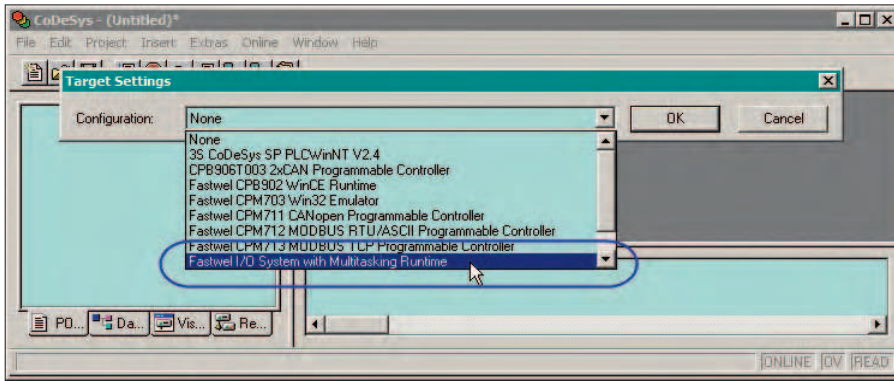 CoDeSys - (Untitled)*
File Edit Project Insert Extras Online Window Help
Target Settings
Configuration: None OK Cancel
None
3S CoDeSys SP PLCWinNT V2.4
CPB906T003 2xCAN Programmable Controller
Fastwel CPB902 WinCE Runtime
Fastwel CPM703 Win32 Emulator
Fastwel CPM711 CANopen Programmable Controller
Fastwel CPM712 MODBUS RTU/ASCII Programmable Controller
Fastwel CPM713 MODBUS TCP Programmable Controller
Fastwel I/O System with Multitasking Runtime
PO... Da... Vis... Re...
ONLINE OV READ